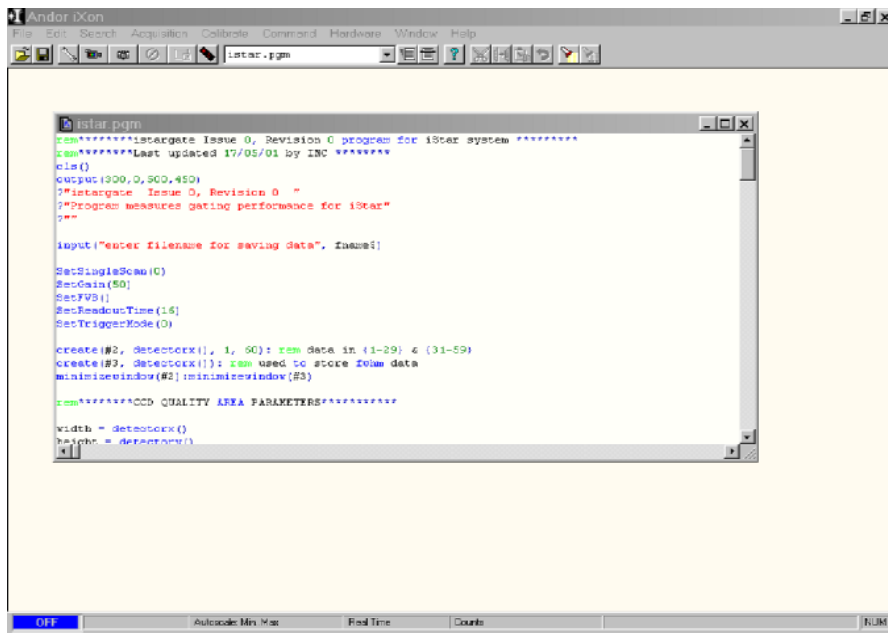 Andor iXon
File Edit Search Acquisition Calibrate Command Hardware Window Help
istar.pgm
istar.pgm
rem********istargate Issue 0, Revision 0 program for iStar system *********
rem********Last updated 17/05/01 by INC ********
cls()
output(300,0,500,450)
?"istargate  Issue 0, Revision 0  "
?"Program measures gating performance for iStar"
?""
input("enter filename for saving data", fname$)
SetSingleScan(0)
SetGain(50)
SetFVB()
SetReadoutTime(16)
SetTriggerMode(0)
create(#2, detectorx(), 1, 60): rem data in {1-29} & {31-59}
create(#3, detectorx()): rem used to store fwhm data
minimizewindow(#2):minimizewindow(#3)
rem********CCD QUALITY AREA PARAMETERS***********
width = detectorx()
height = detectory()
OFF Autoscale: Min..Max Real Time Counts NUM